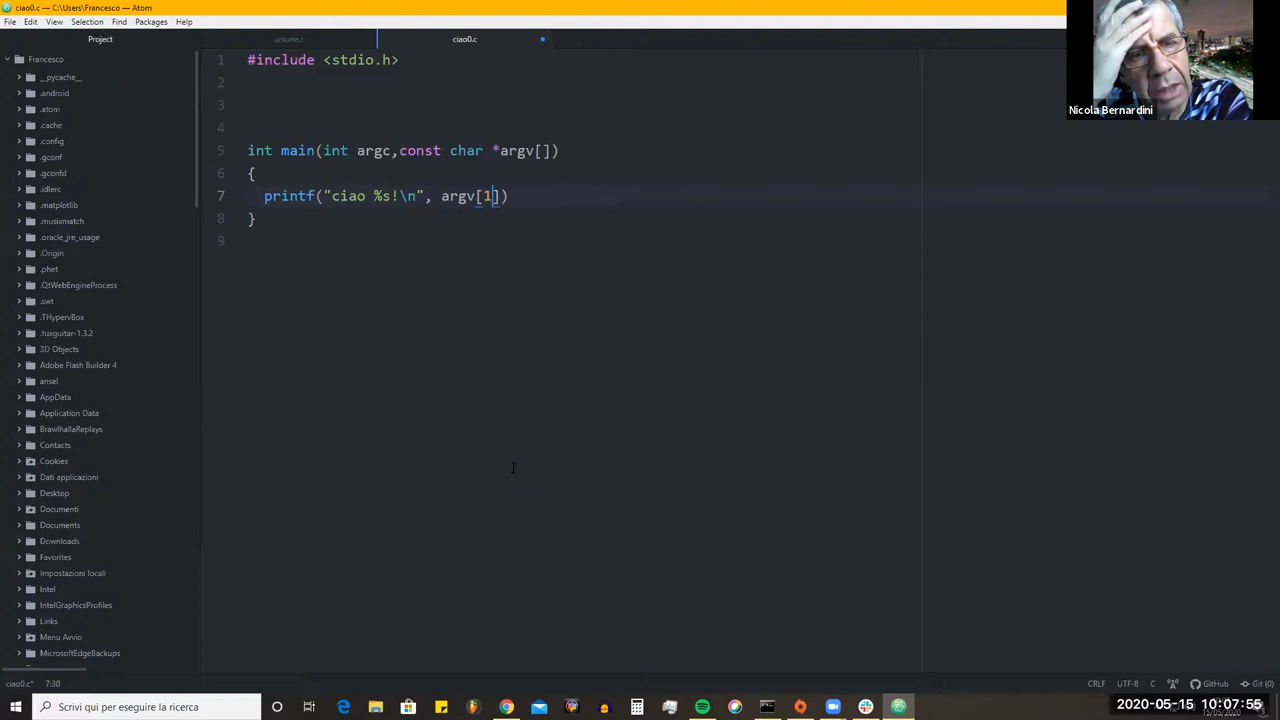 ciao0.c — C:\Users\Francesco — Atom
File Edit View Selection Find Packages Help
Project
unione.c
ciao0.c
Francesco
__pycache__
.android
.atom
.cache
.config
.gconf
.gconfd
.idlerc
.matplotlib
.musixmatch
.oracle_jre_usage
.Origin
.phet
.QtWebEngineProcess
.swt
.THypervBox
.tuxguitar-1.3.2
3D Objects
Adobe Flash Builder 4
ansel
AppData
Application Data
BrawlhallaReplays
Contacts
Cookies
Dati applicazioni
Desktop
Documenti
Documents
Downloads
Favorites
Impostazioni locali
Intel
IntelGraphicsProfiles
Links
Menu Avvio
MicrosoftEdgeBackups
1 #include <stdio.h>
2
3
4
5 int main(int argc,const char *argv[])
6 {
7 printf("ciao %s!\n", argv[1])
8 }
9
Nicola Bernardini
ciao0.c* 7:30
CRLF UTF-8 C GitHub Git (0)
Scrivi qui per eseguire la ricerca
2020-05-15 10:07:55